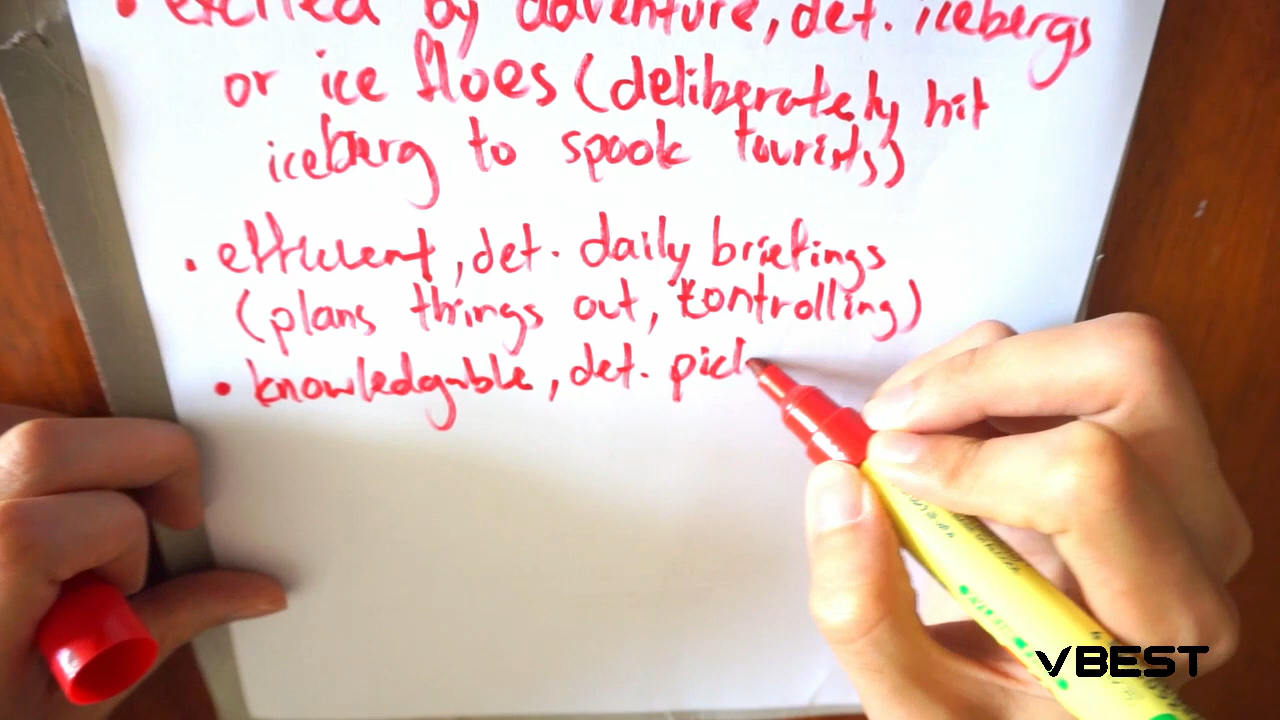 • excited by adventure, det. icebergs
or ice floes (deliberately hit
iceberg to spook tourists)
• efficient, det. daily briefings
(plans things out, controlling)
• knowledgable, det. pick
VBEST